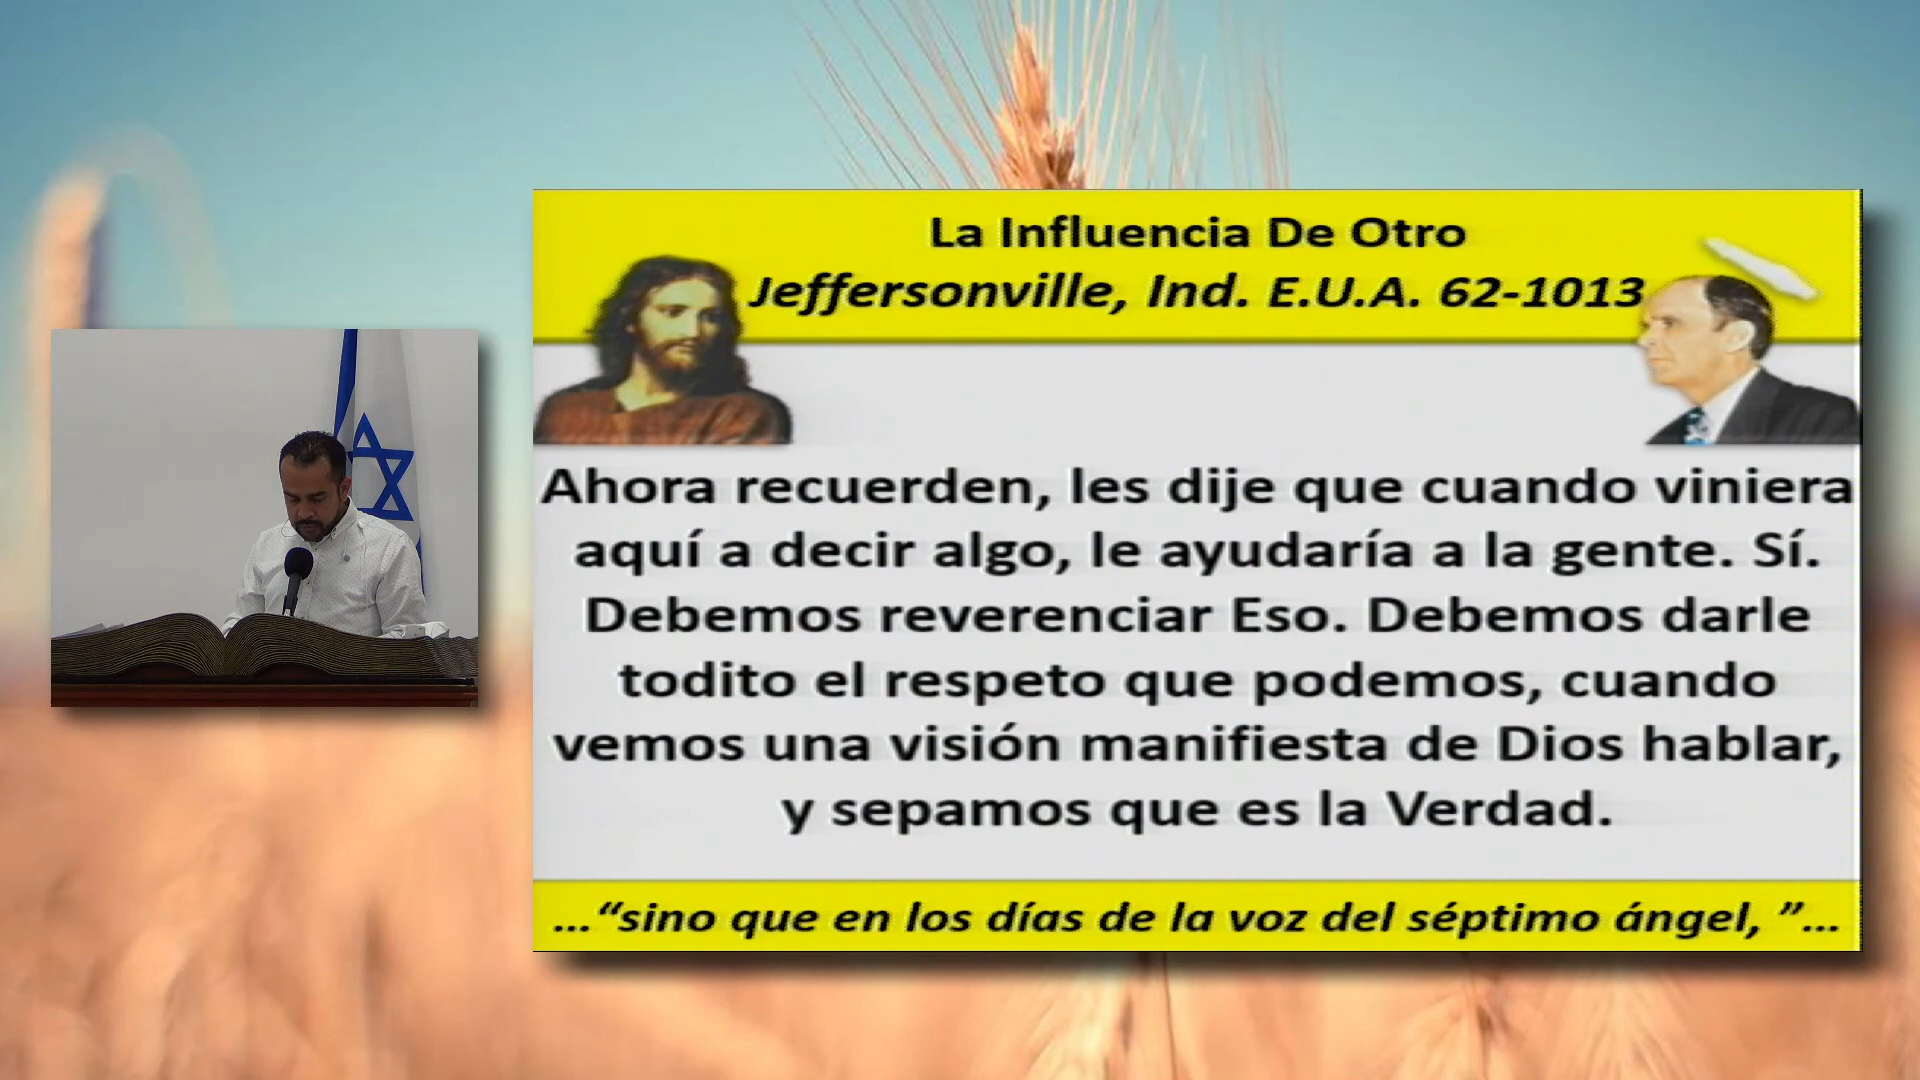 La Influencia De Otro
Jeffersonville, Ind. E.U.A. 62-1013
Ahora recuerden, les dije que cuando viniera
aquí a decir algo, le ayudaría a la gente. Sí.
Debemos reverenciar Eso. Debemos darle
todito el respeto que podemos, cuando
vemos una visión manifiesta de Dios hablar,
y sepamos que es la Verdad.
...“sino que en los días de la voz del séptimo ángel, ”...